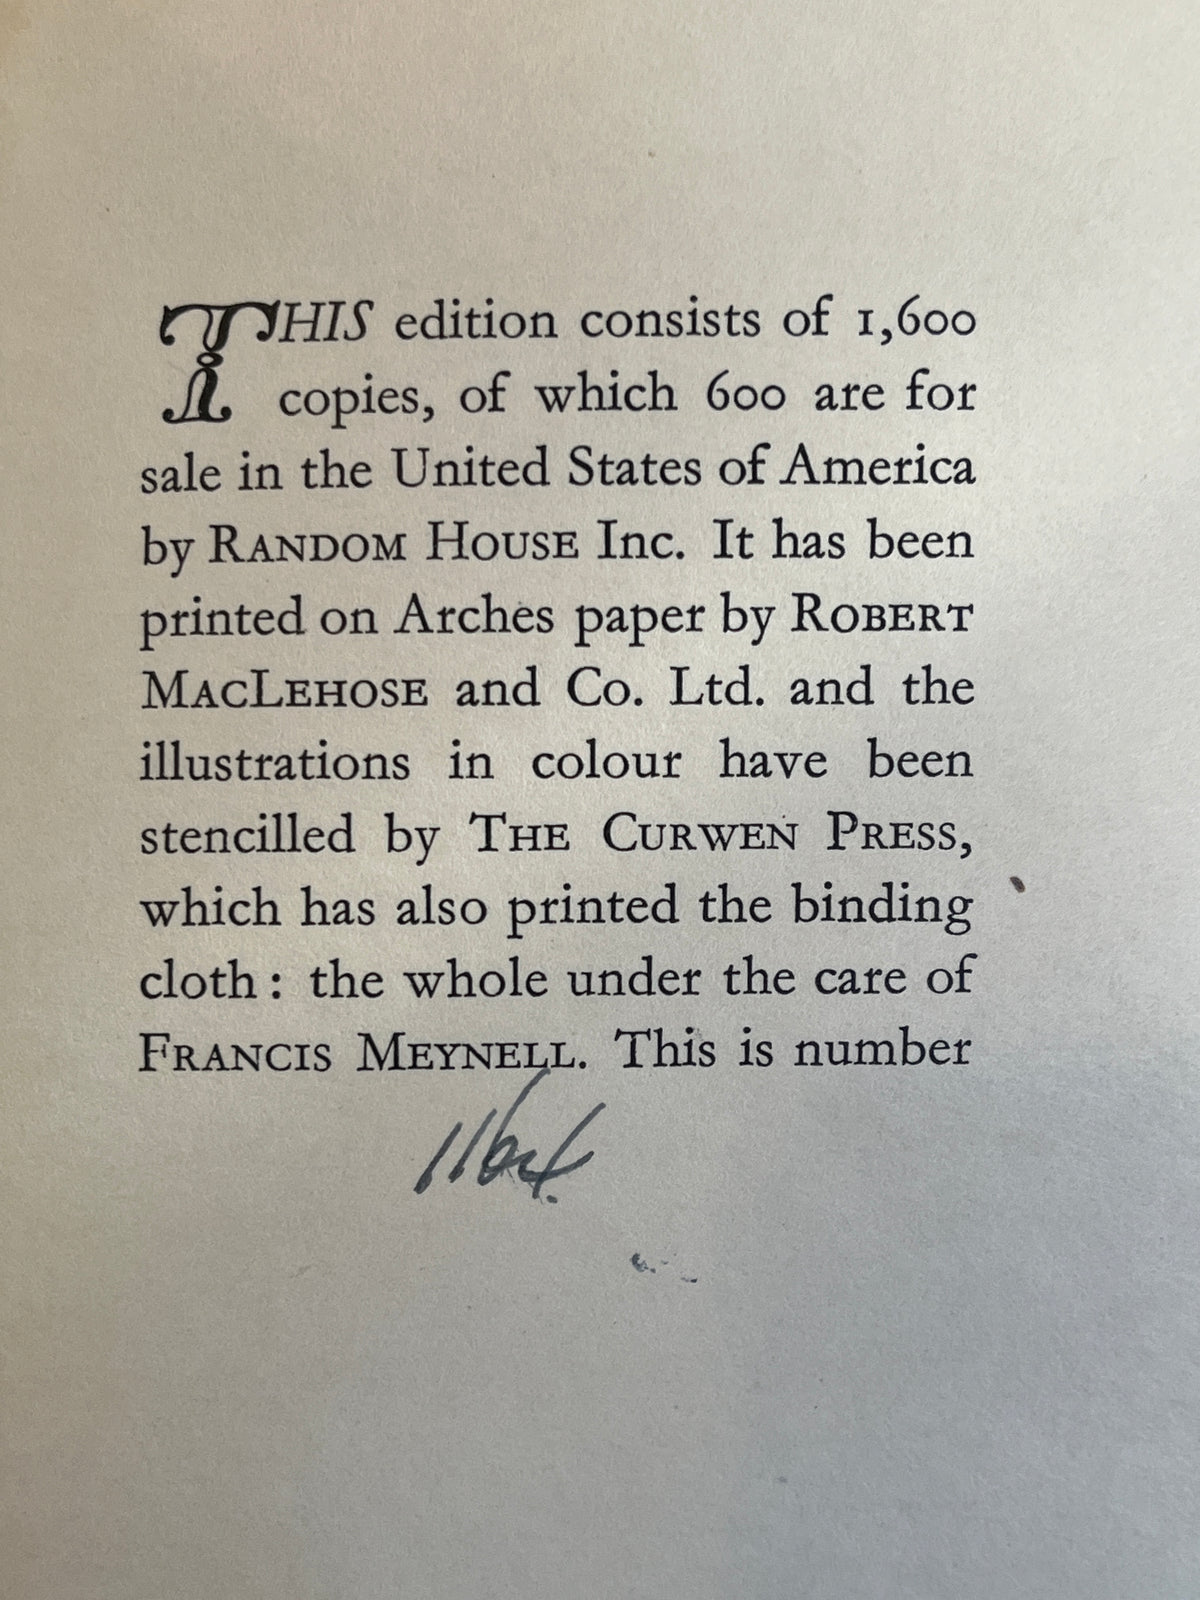 THIS edition consists of 1,600
copies, of which 600 are for
sale in the United States of America
by RANDOM HOUSE Inc. It has been
printed on Arches paper by ROBERT
MACLEHOSE and Co. Ltd. and the
illustrations in colour have been
stencilled by THE CURWEN PRESS,
which has also printed the binding
cloth: the whole under the care of
FRANCIS MEYNELL. This is number